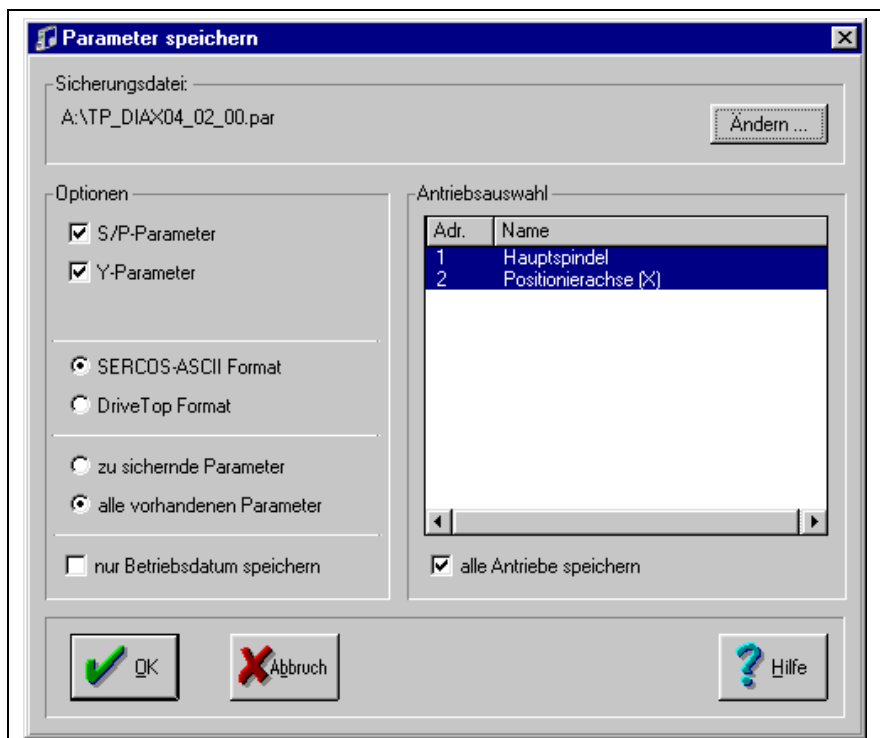 Parameter speichern
Sicherungsdatei:
A:\TP_DIAX04_02_00.par
Ändern ...
Optionen
S/P-Parameter
Y-Parameter
SERCOS-ASCII Format
DriveTop Format
zu sichernde Parameter
alle vorhandenen Parameter
nur Betriebsdatum speichern
Antriebsauswahl
Adr. Name
1 Hauptspindel
2 Positionierachse (X)
alle Antriebe speichern
OK
Abbruch
Hilfe